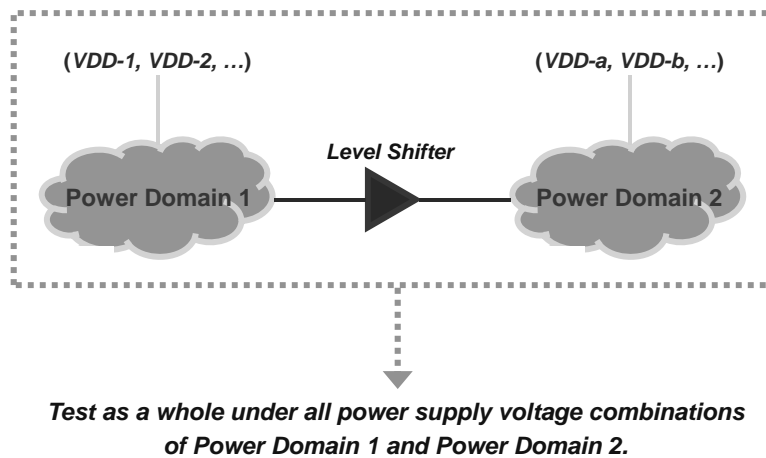 (VDD-1, VDD-2, …)
(VDD-a, VDD-b, …)
Level Shifter
Power Domain 1
Power Domain 2
Test as a whole under all power supply voltage combinations
of Power Domain 1 and Power Domain 2.